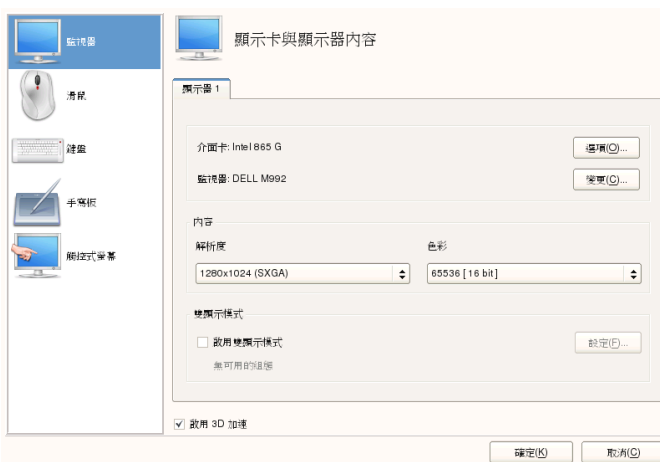 監視器
滑鼠
鍵盤
手寫板
觸控式螢幕
顯示卡與顯示器內容
顯示器 1
介面卡: Intel 865 G
選項(O)...
監視器: DELL M992
變更(C)...
內容
解析度
色彩
1280x1024 (SXGA)
65536 [ 16 bit ]
雙顯示模式
啟用雙顯示模式
設定(F)...
無可用的組態
啟用 3D 加速
確定(K)
取消(C)